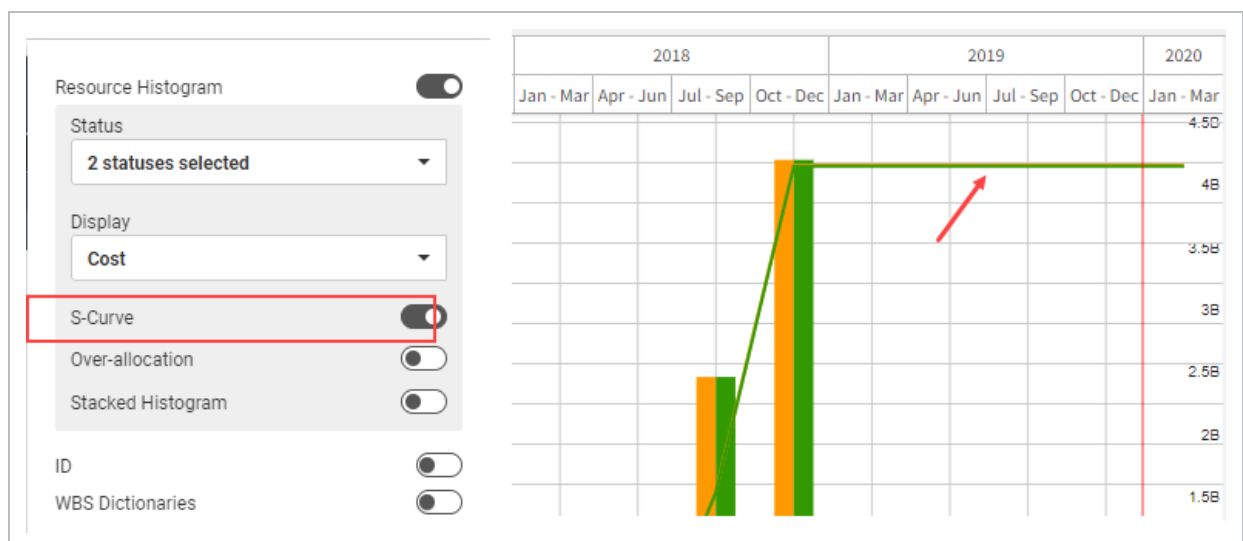 Resource Histogram
Status
2 statuses selected
Display
Cost
S-Curve
Over-allocation
Stacked Histogram
ID
WBS Dictionaries
2018 2019 2020
Jan - Mar Apr - Jun Jul - Sep Oct - Dec Jan - Mar Apr - Jun Jul - Sep Oct - Dec Jan - Mar
4.5B
4B
3.5B
3B
2.5B
2B
1.5B